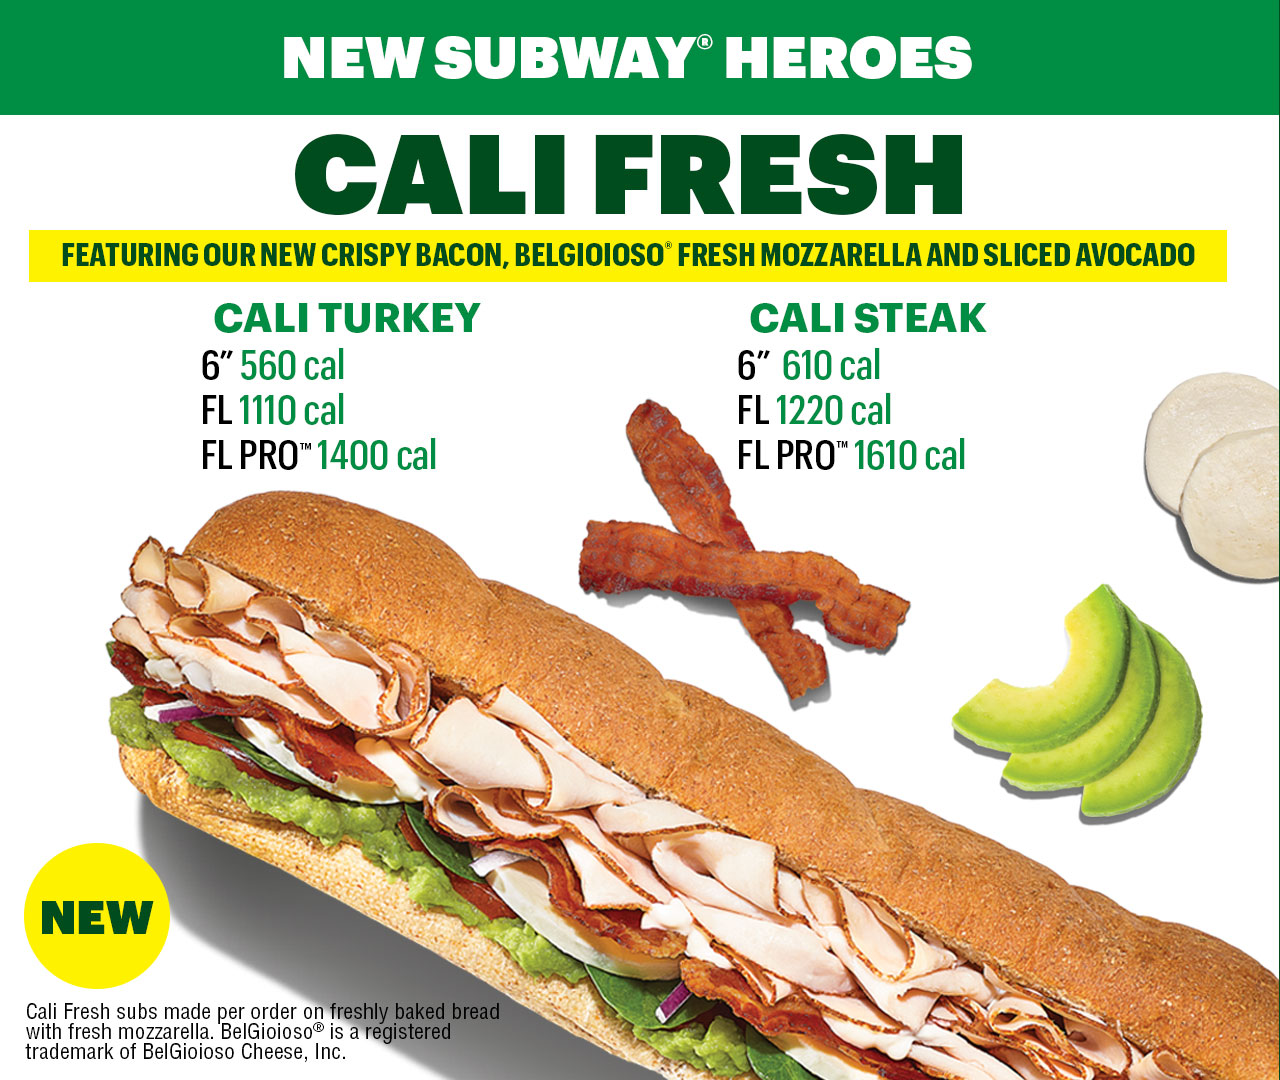 NEW SUBWAY® HEROES
CALI FRESH
FEATURING OUR NEW CRISPY BACON, BELGIOIOSO® FRESH MOZZARELLA AND SLICED AVOCADO
CALI TURKEY
6” 560 cal
FL 1110 cal
FL PRO™ 1400 cal
CALI STEAK
6” 610 cal
FL 1220 cal
FL PRO™ 1610 cal
NEW
Cali Fresh subs made per order on freshly baked bread
with fresh mozzarella. BelGioioso® is a registered
trademark of BelGioioso Cheese, Inc.